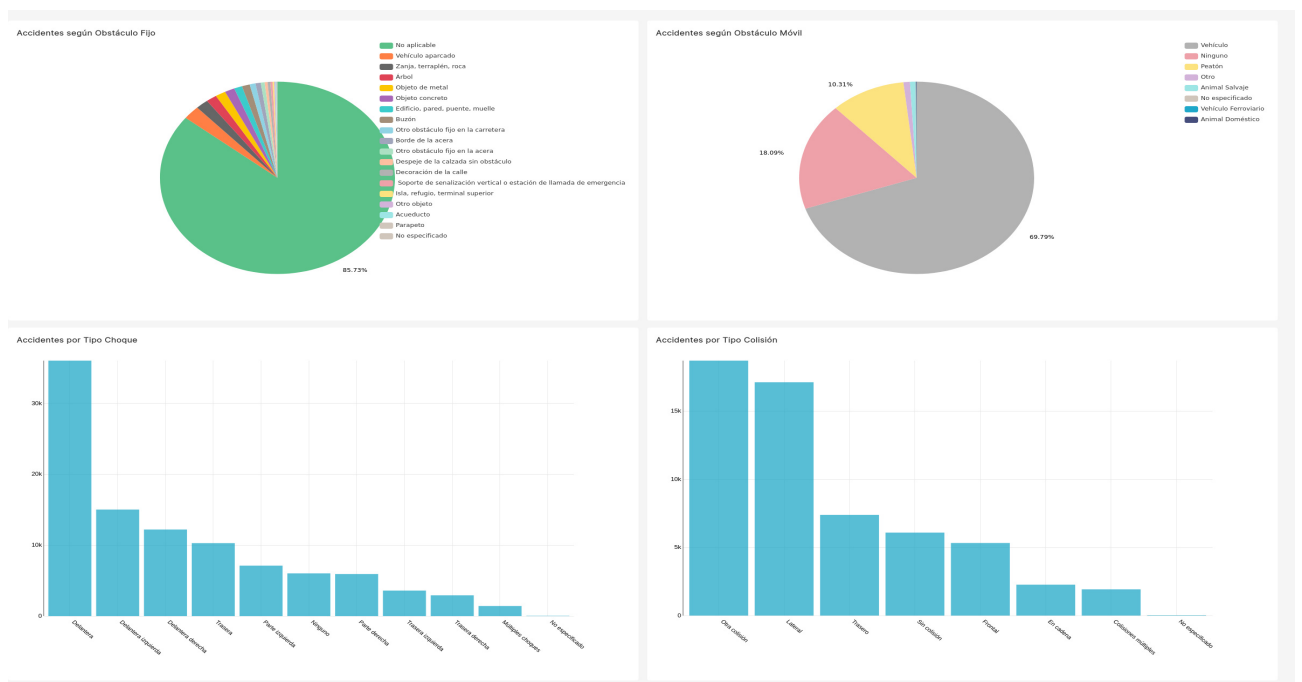 Accidentes según Obstáculo Fijo
No aplicable
Vehículo aparcado
Zanja, terraplén, roca
Arbol
Objeto de metal
Objeto concreto
Edificio, pared, puente, muelle
Buzón
Otro obstáculo fijo en la carretera
Borde de la acera
Otro obstáculo fijo en la acera
Despeje de la calzada sin obstáculo
Decoración de la calle
Soporte de senalización vertical o estación de llamada de emergencia
Isla, refugio, terminal superior
Otro objeto
Acueducto
Parapeto
No especificado
85.73%
Accidentes según Obstáculo Móvil
Vehículo
Ninguno
Peatón
Otro
Animal Salvaje
No especificado
Vehículo Ferroviario
Animal Doméstico
10.31%
18.09%
69.79%
Accidentes por Tipo Choque
30k
20k
10k
0
Delantera
Delantera izquierda
Delantera derecha
Trasera
Parte izquierda
Ninguno
Parte derecha
Trasera izquierda
Trasera derecha
Múltiples choques
No especificado
Accidentes por Tipo Colisión
15k
10k
5k
0
Otra colisión
Lateral
Trasero
Sin colisión
Frontal
En cadena
Colisiones múltiples
No especificado